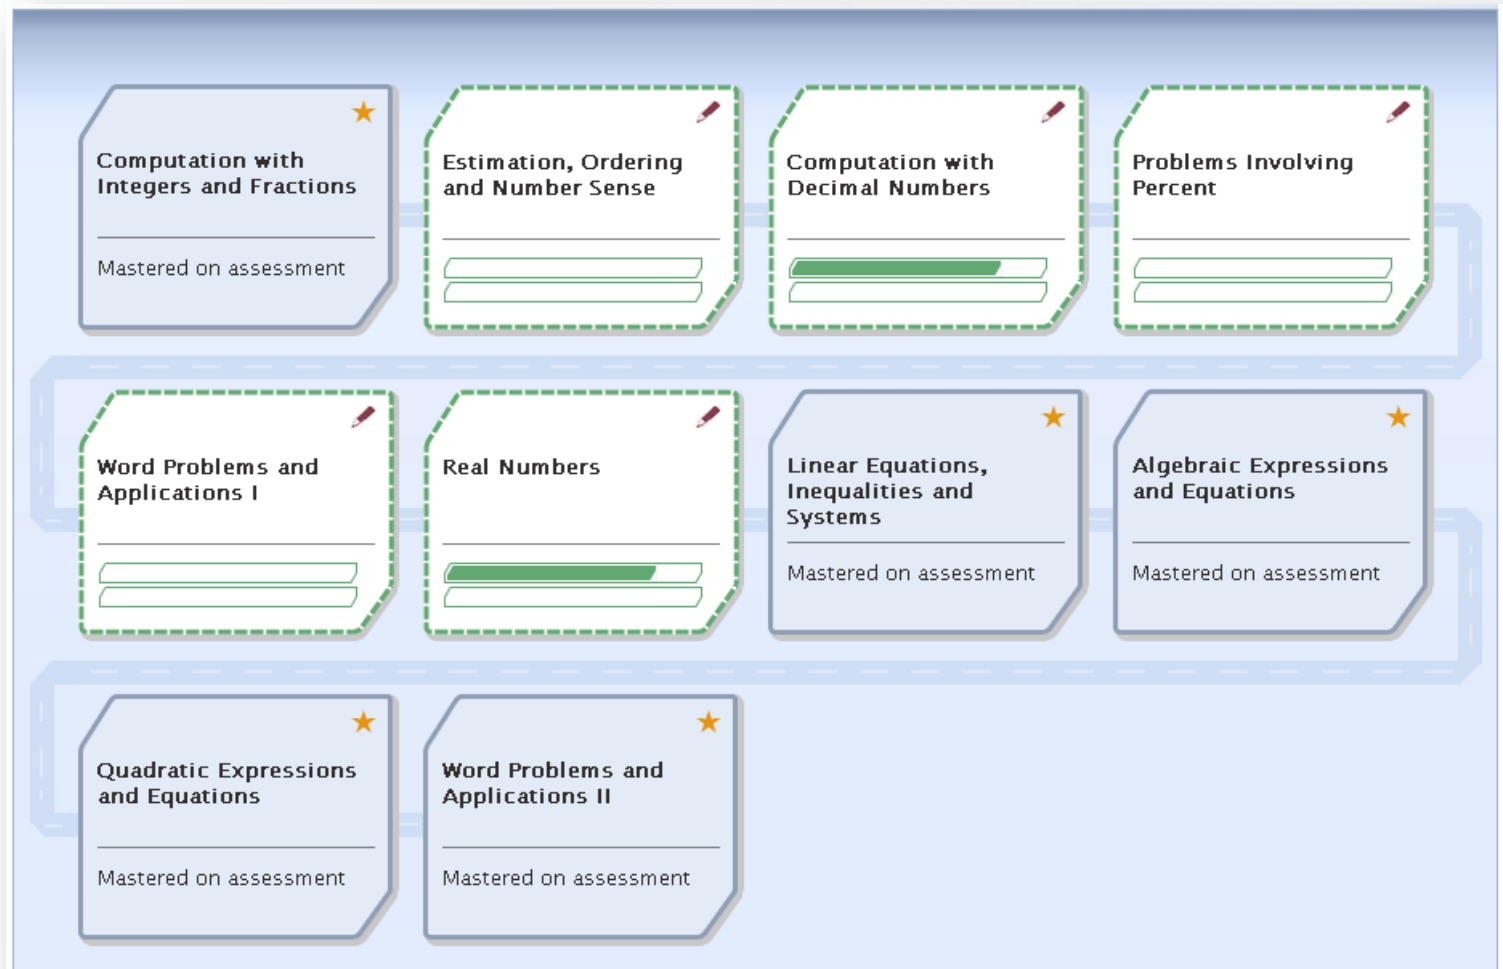 Computation with
Integers and Fractions
Mastered on assessment
Estimation, Ordering
and Number Sense
Computation with
Decimal Numbers
Problems Involving
Percent
Word Problems and
Applications I
Real Numbers
Linear Equations,
Inequalities and
Systems
Mastered on assessment
Algebraic Expressions
and Equations
Mastered on assessment
Quadratic Expressions
and Equations
Mastered on assessment
Word Problems and
Applications II
Mastered on assessment